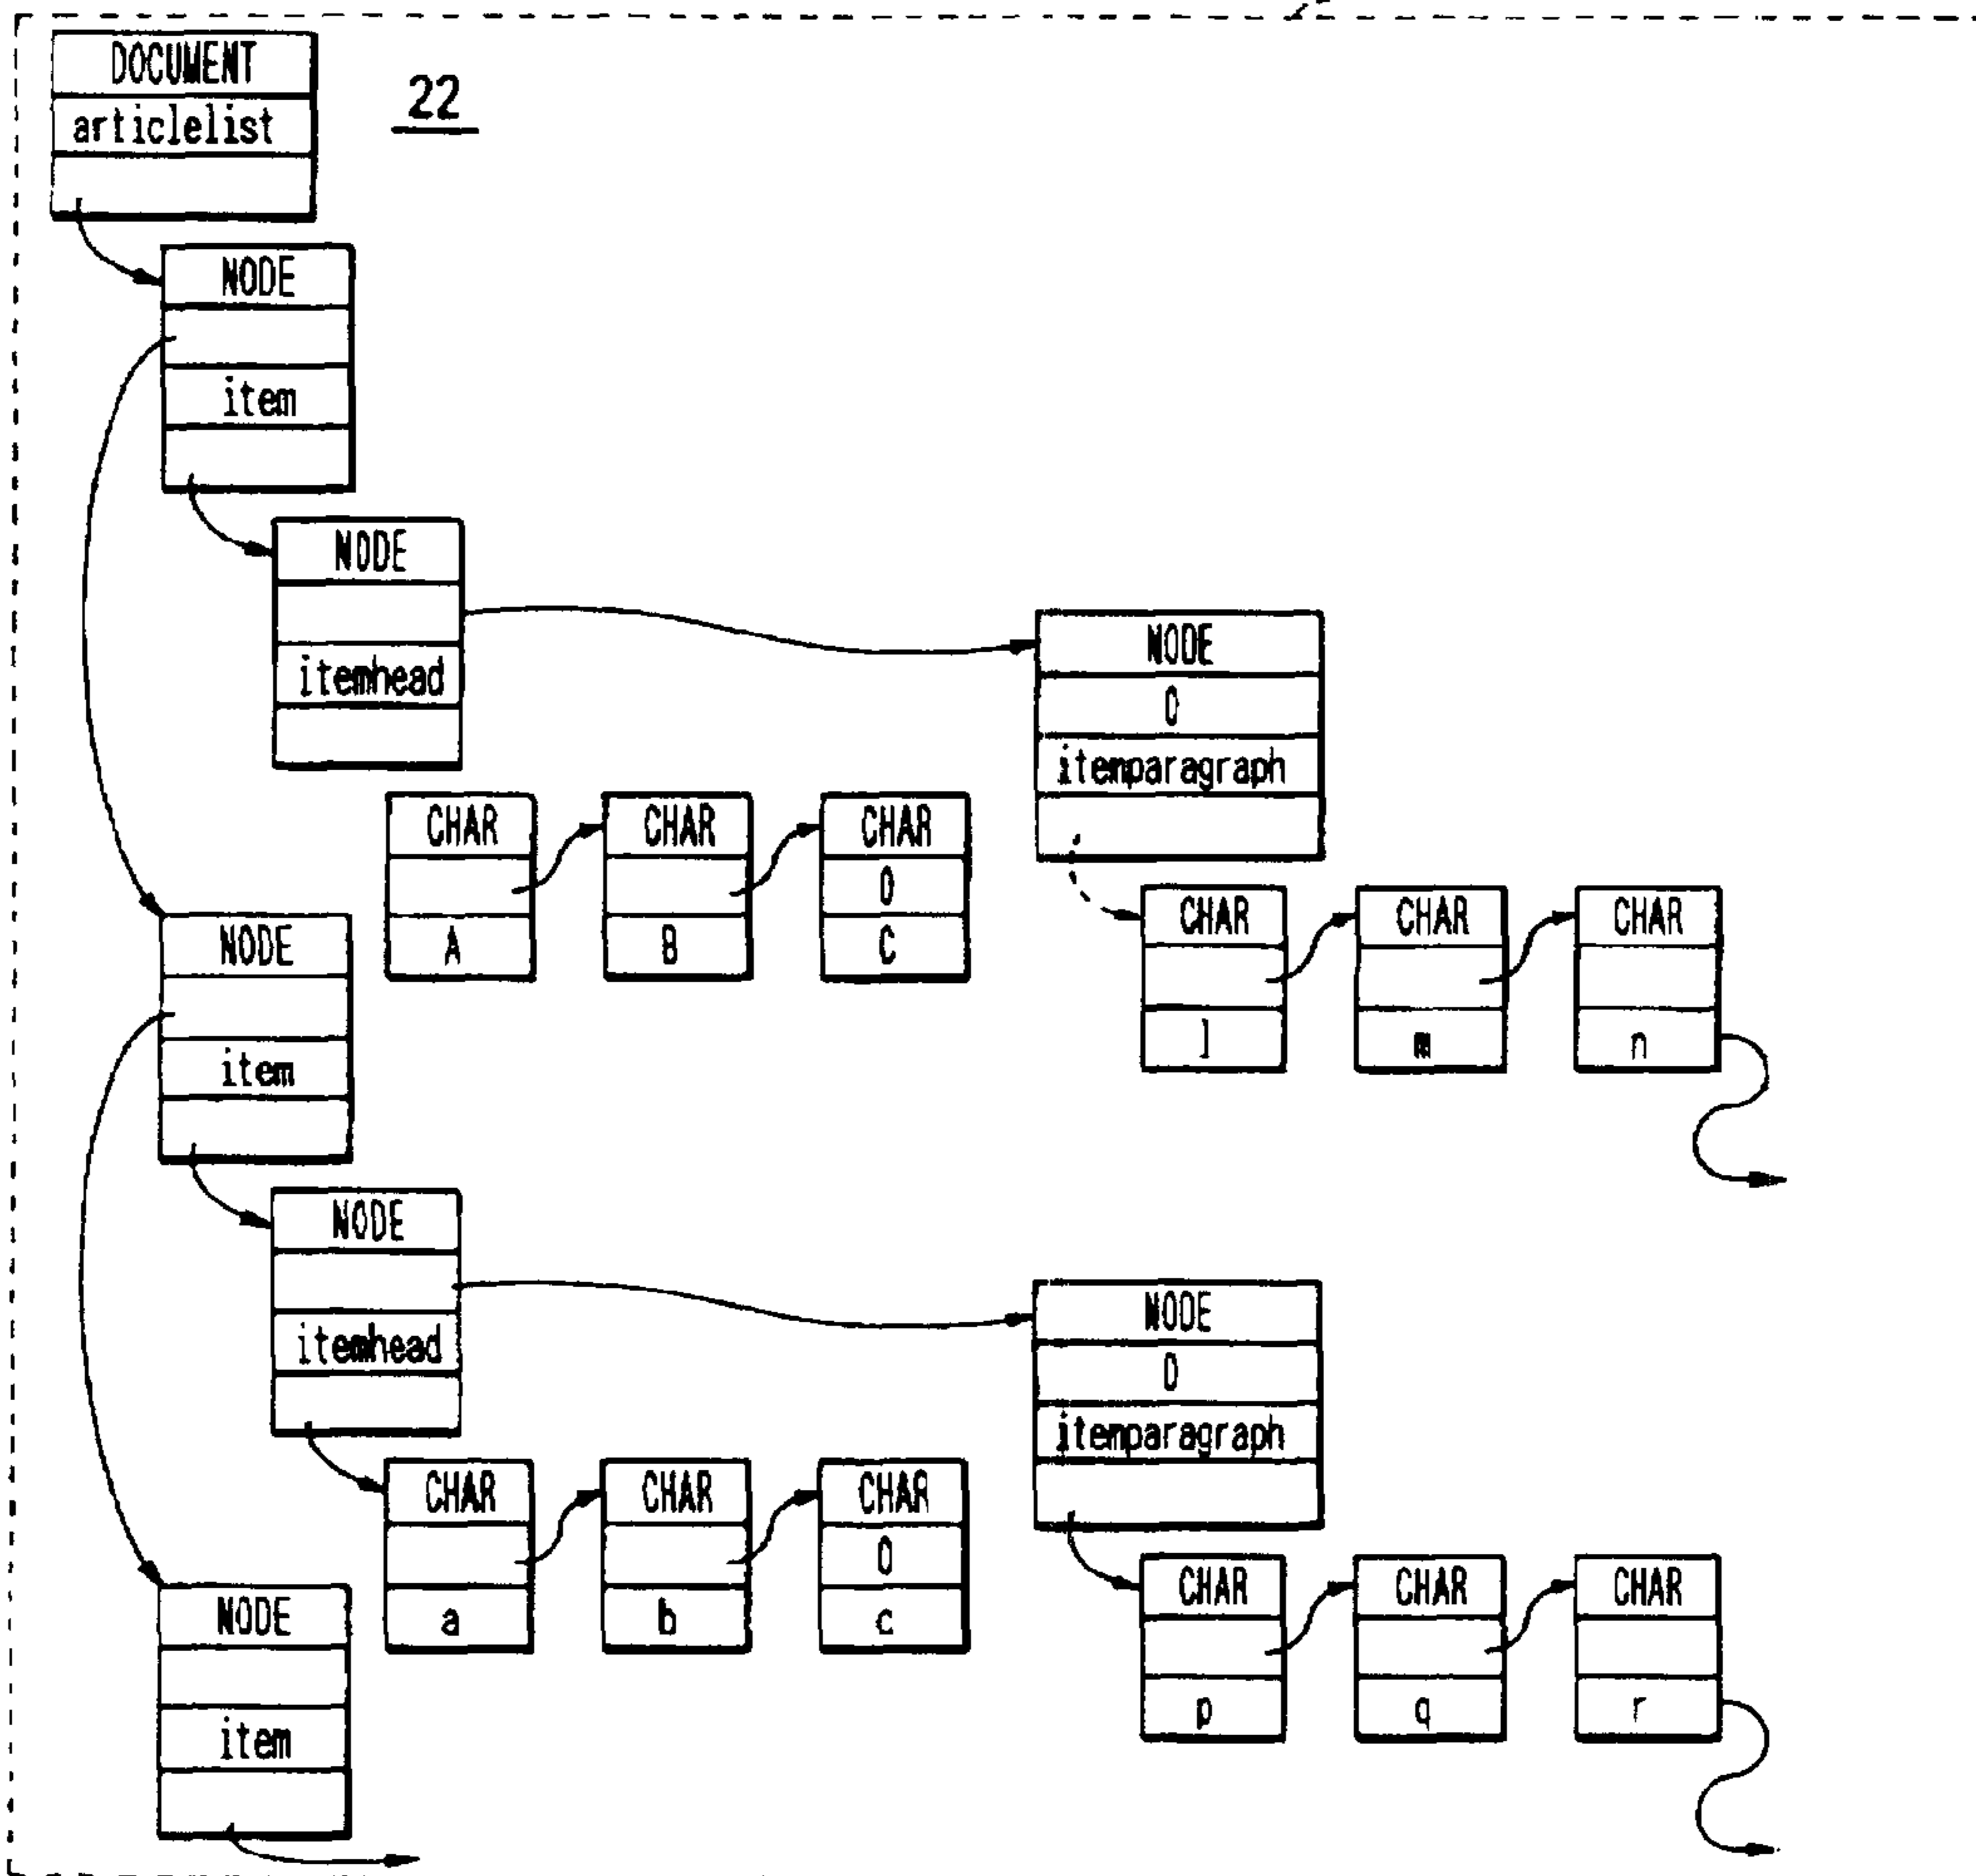 DOCUMENT
articlelist
22
NODE
item
NODE
itemhead
NODE
0
itemparagraph
CHAR
A
CHAR
B
CHAR
0
C
CHAR
l
CHAR
m
CHAR
n
NODE
item
NODE
itemhead
NODE
0
itemparagraph
CHAR
a
CHAR
b
CHAR
0
c
CHAR
p
CHAR
q
CHAR
r
NODE
item